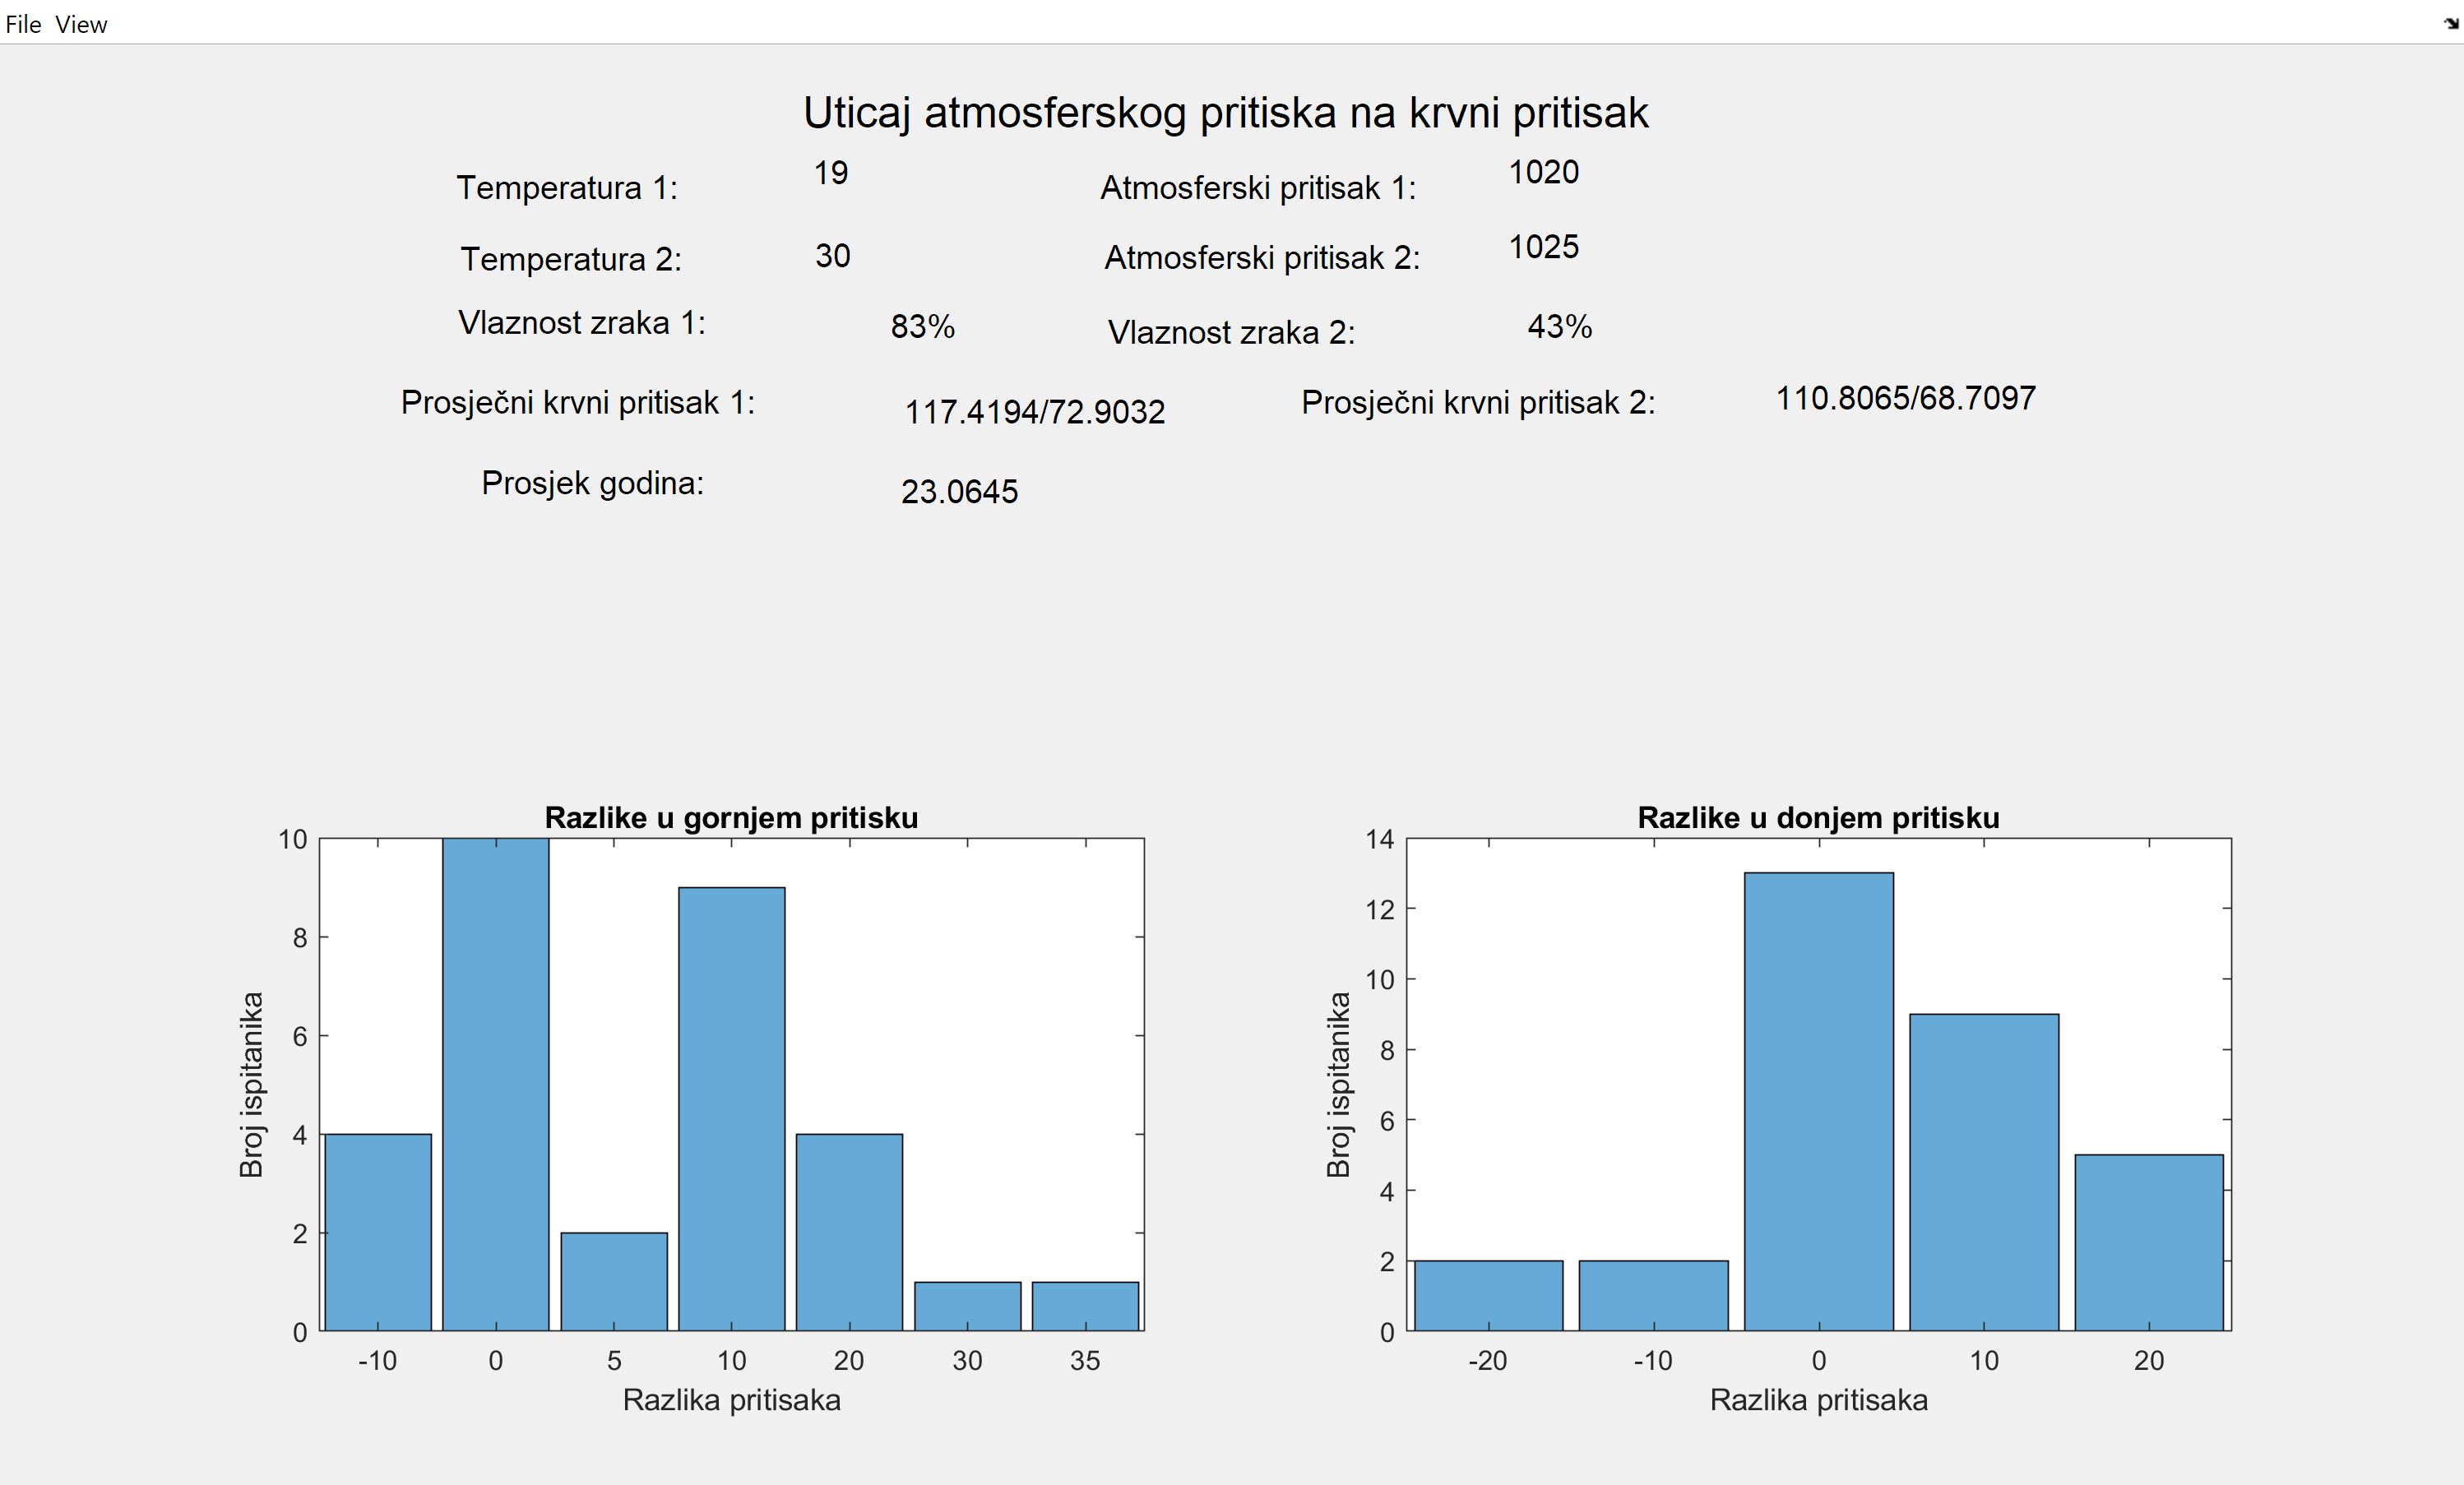 File View
Uticaj atmosferskog pritiska na krvni pritisak
Temperatura 1: 19 Atmosferski pritisak 1: 1020
Temperatura 2: 30 Atmosferski pritisak 2: 1025
Vlaznost zraka 1: 83% Vlaznost zraka 2: 43%
Prosječni krvni pritisak 1: 117.4194/72.9032 Prosječni krvni pritisak 2: 110.8065/68.7097
Prosjek godina: 23.0645
Razlike u gornjem pritisku
10
8
6
4
2
0
Broj ispitanika
-10 0 5 10 20 30 35
Razlika pritisaka
Razlike u donjem pritisku
14
12
10
8
6
4
2
0
Broj ispitanika
-20 -10 0 10 20
Razlika pritisaka